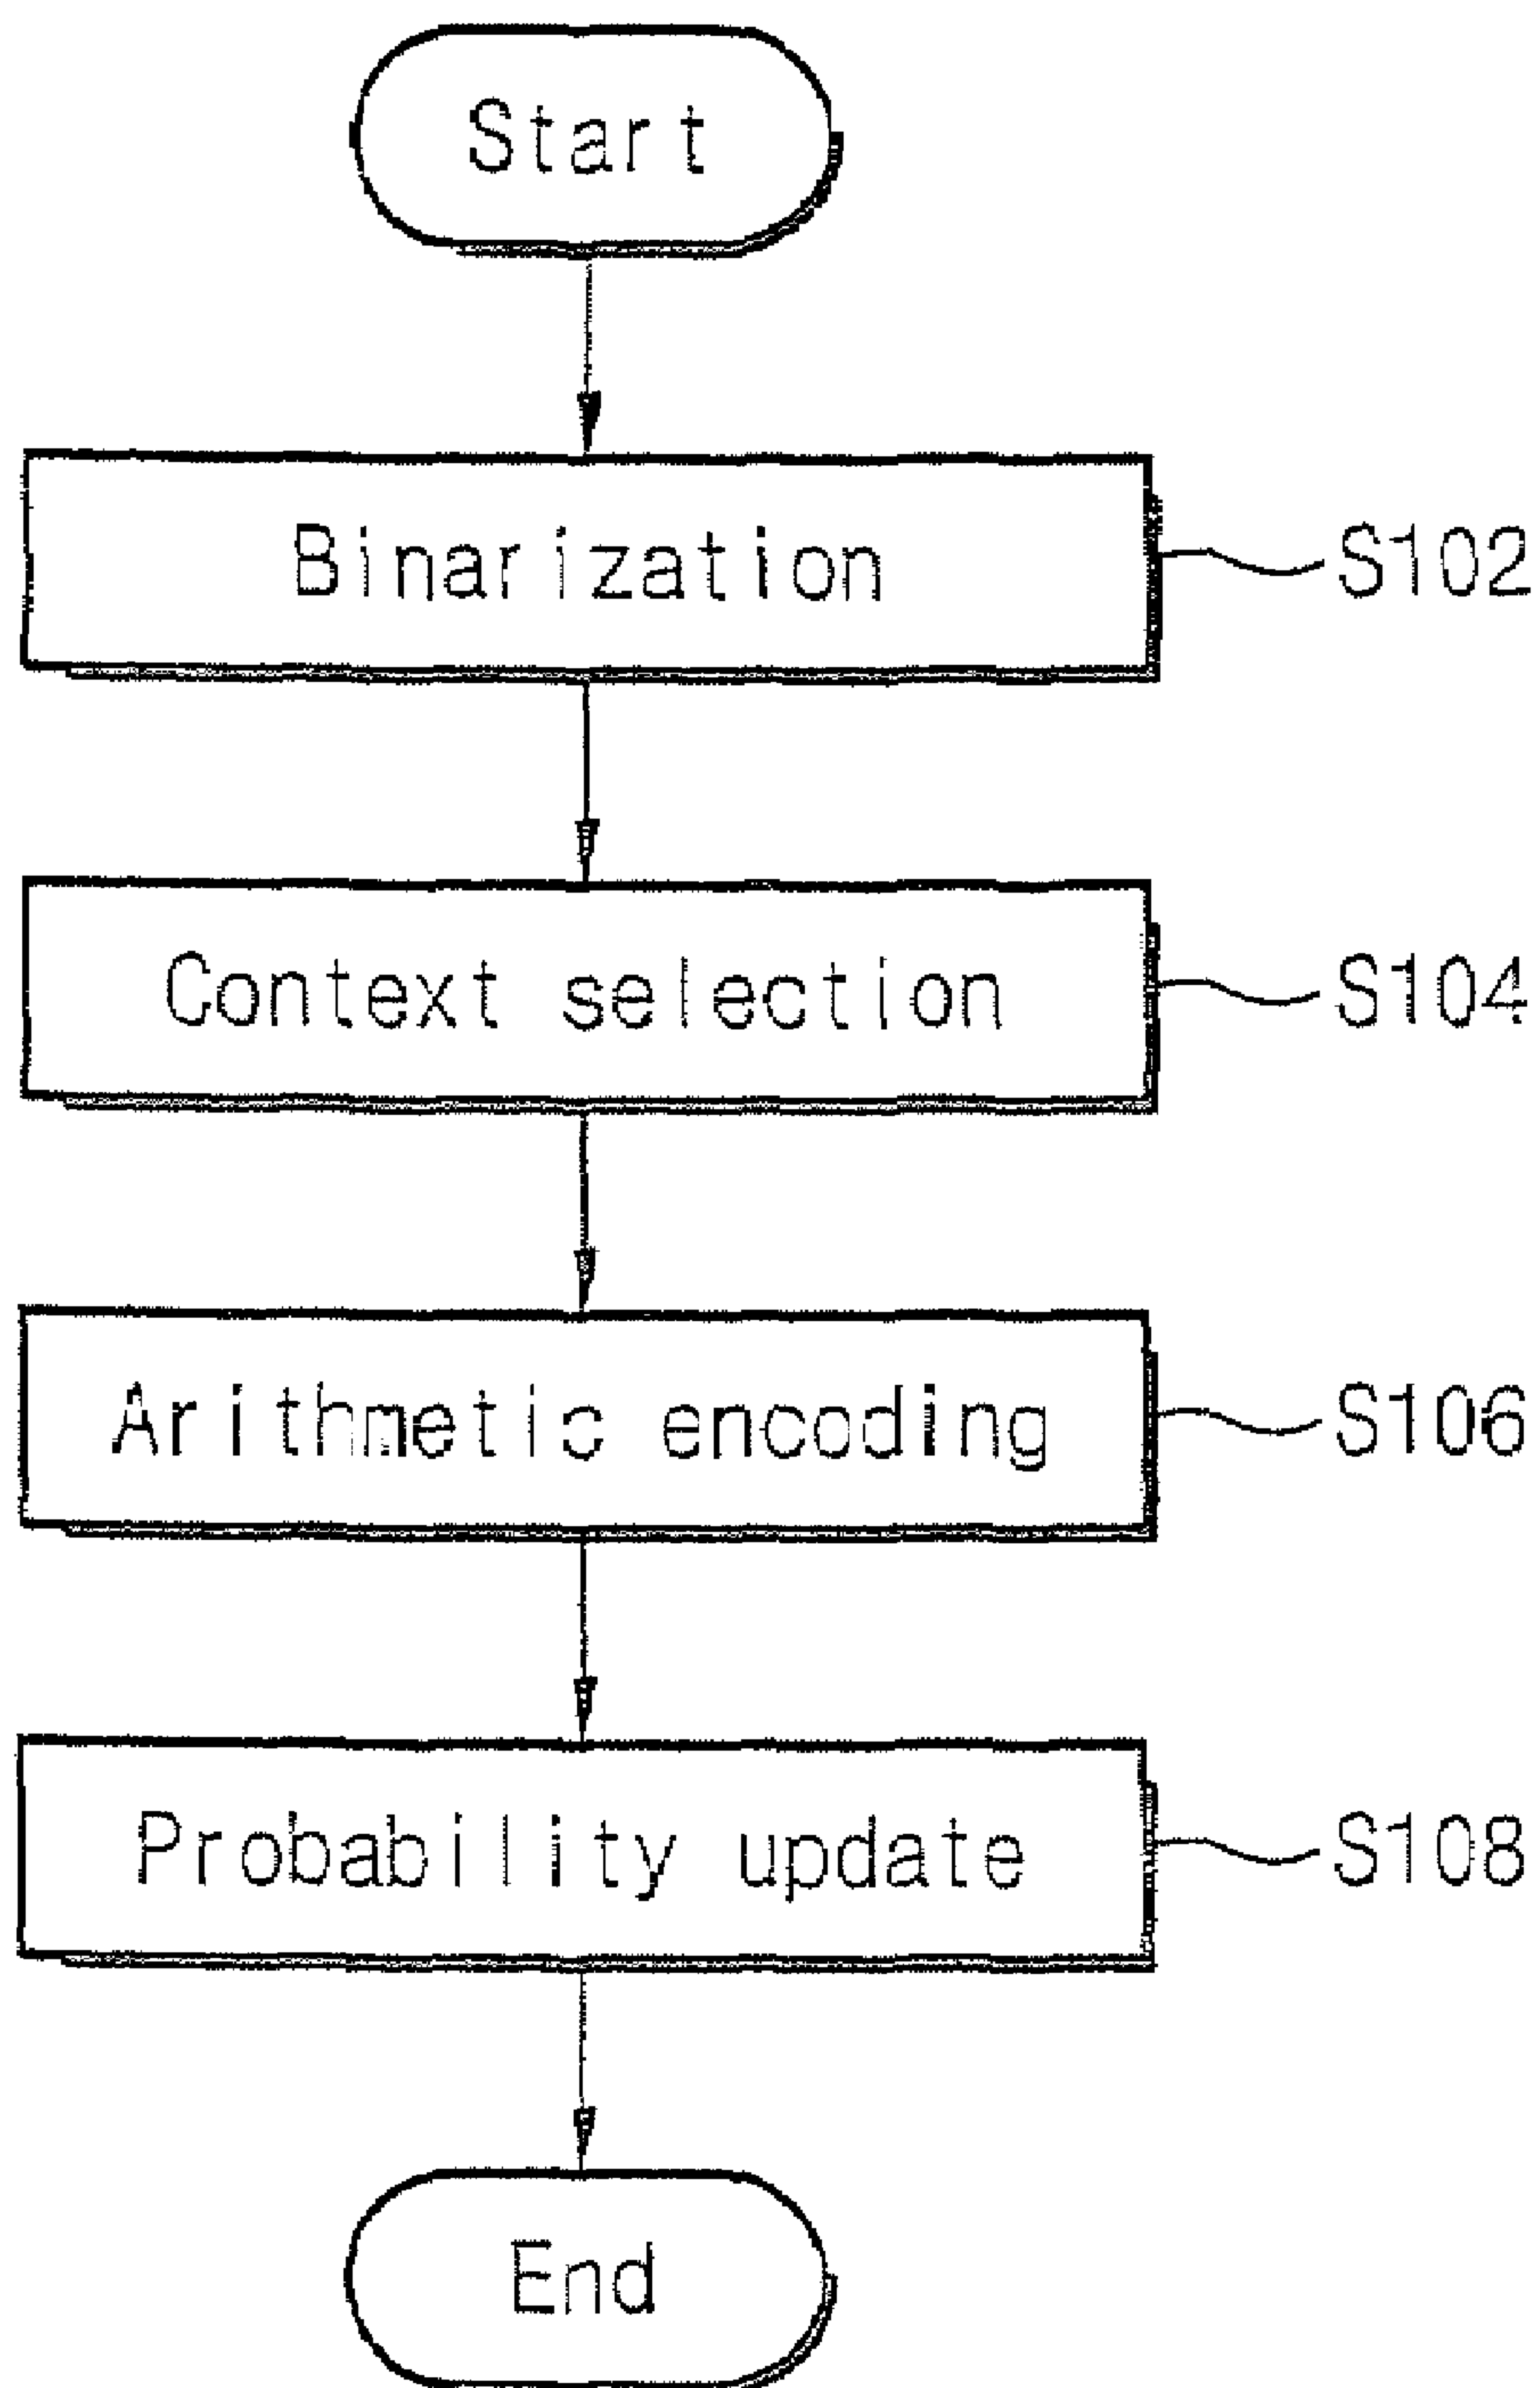 Start
Binarization
S102
Context selection
S104
Arithmetic encoding
S106
Probability update
S108
End